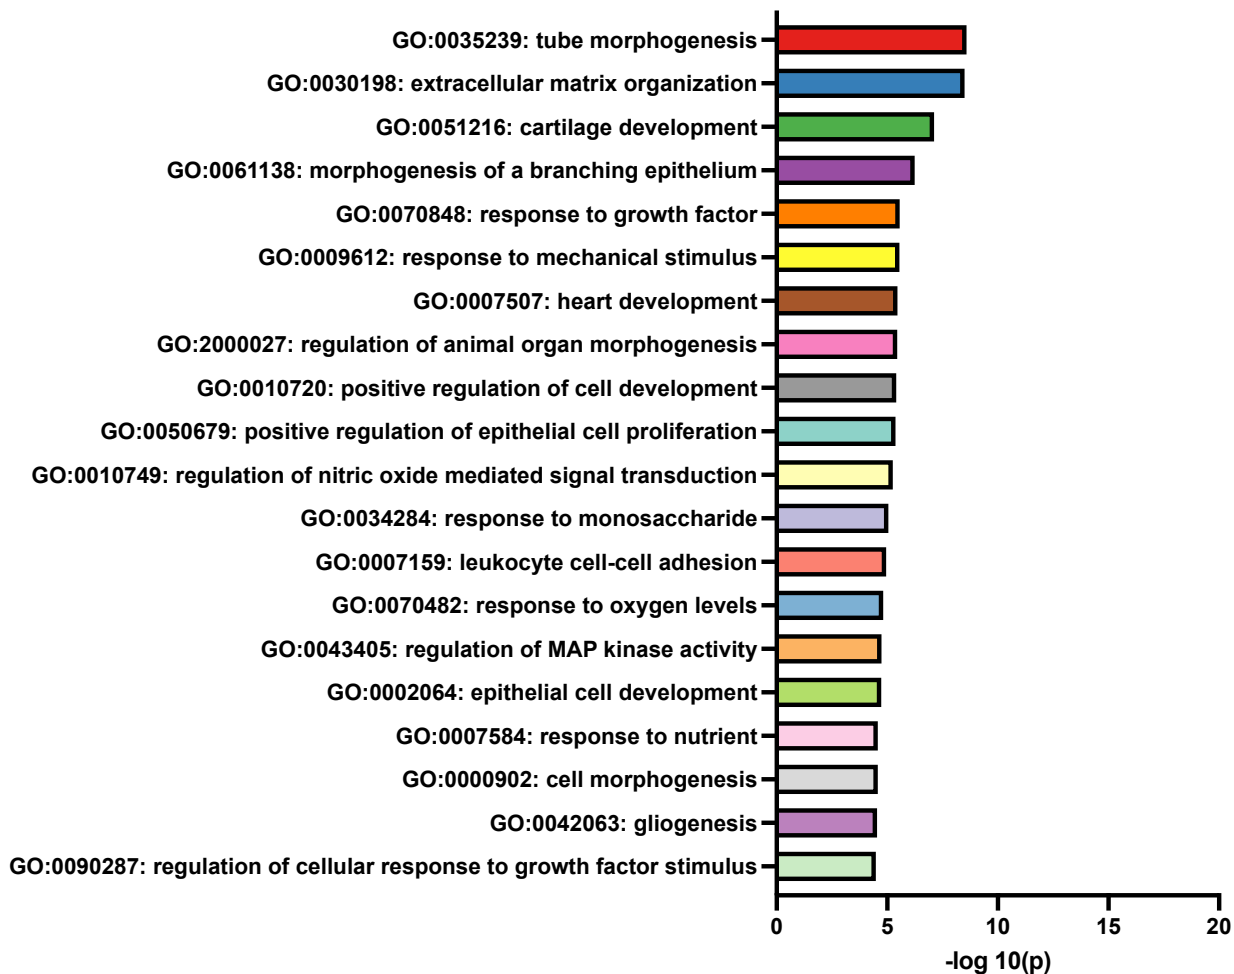 GO:0035239: tube morphogenesis
GO:0030198: extracellular matrix organization
GO:0051216: cartilage development
GO:0061138: morphogenesis of a branching epithelium
GO:0070848: response to growth factor
GO:0009612: response to mechanical stimulus
GO:0007507: heart development
GO:2000027: regulation of animal organ morphogenesis
GO:0010720: positive regulation of cell development
GO:0050679: positive regulation of epithelial cell proliferation
GO:0010749: regulation of nitric oxide mediated signal transduction
GO:0034284: response to monosaccharide
GO:0007159: leukocyte cell-cell adhesion
GO:0070482: response to oxygen levels
GO:0043405: regulation of MAP kinase activity
GO:0002064: epithelial cell development
GO:0007584: response to nutrient
GO:0000902: cell morphogenesis
GO:0042063: gliogenesis
GO:0090287: regulation of cellular response to growth factor stimulus
0 5 10 15 20
-log 10(p)